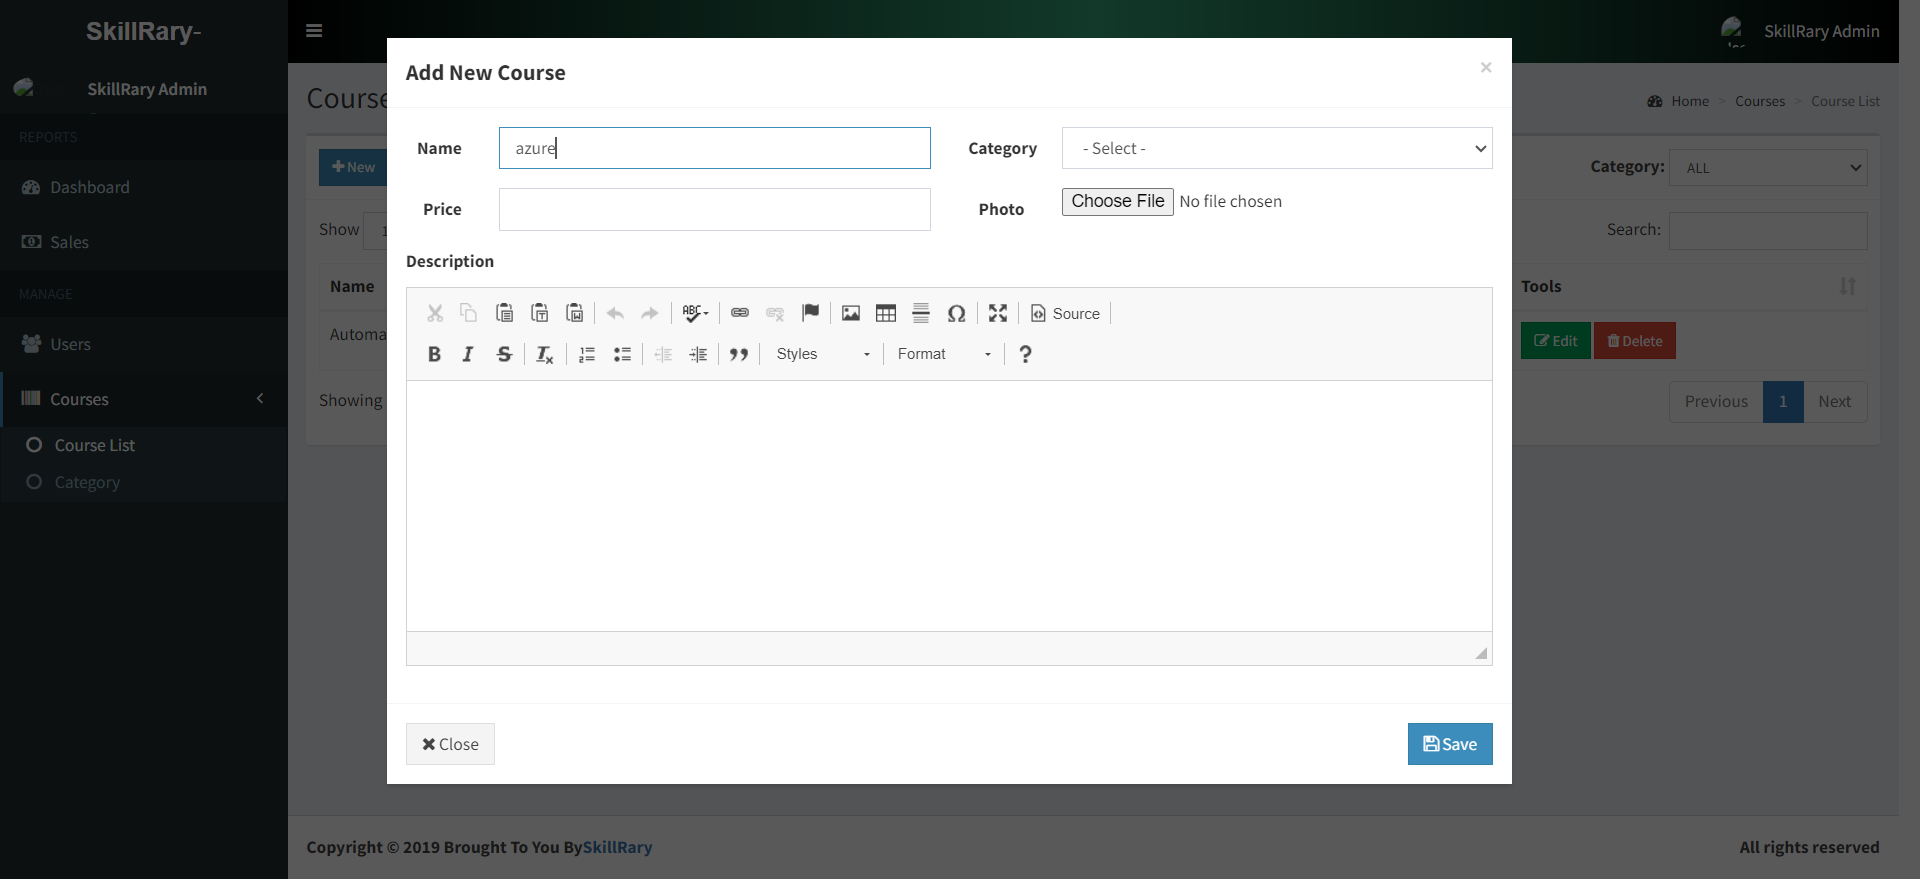 SkillRary-
SkillRary Admin
SkillRary Admin
REPORTS
Dashboard
Sales
MANAGE
Users
Courses
Course List
Category
Course
Home > Courses > Course List
New
Category: ALL
Show 1
Search:
Name
Tools
Automa
Edit Delete
Showing
Previous 1 Next
Add New Course
×
Name azure
Category - Select -
Price
Photo Choose File No file chosen
Description
ABC
Source
B I S
Styles Format ?
Close
Save
Copyright © 2019 Brought To You BySkillRary
All rights reserved